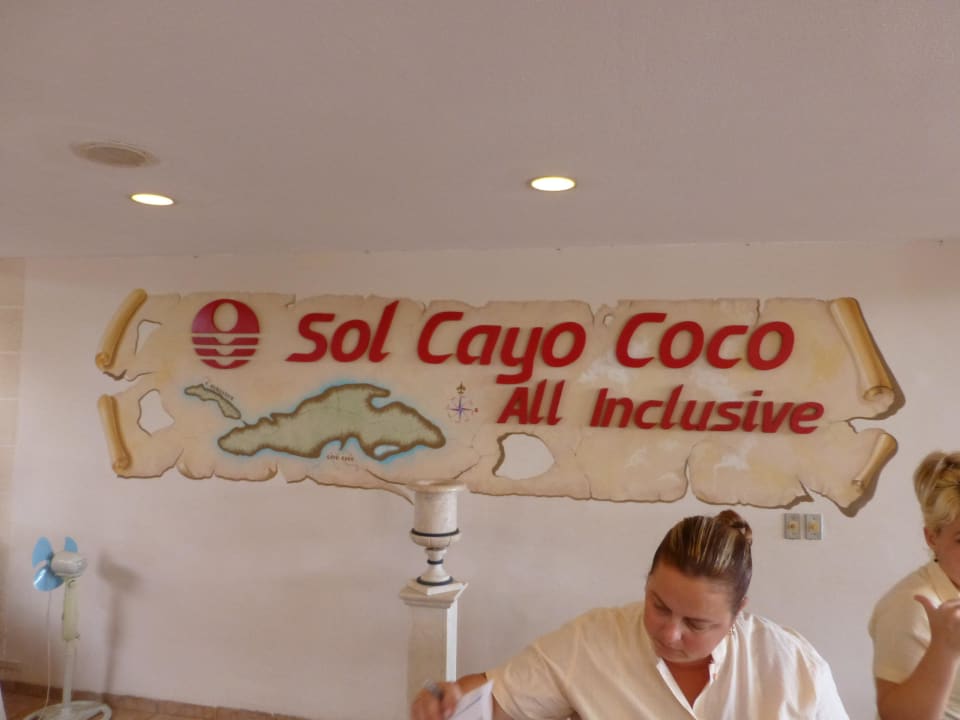 Sol Cayo Coco
All Inclusive